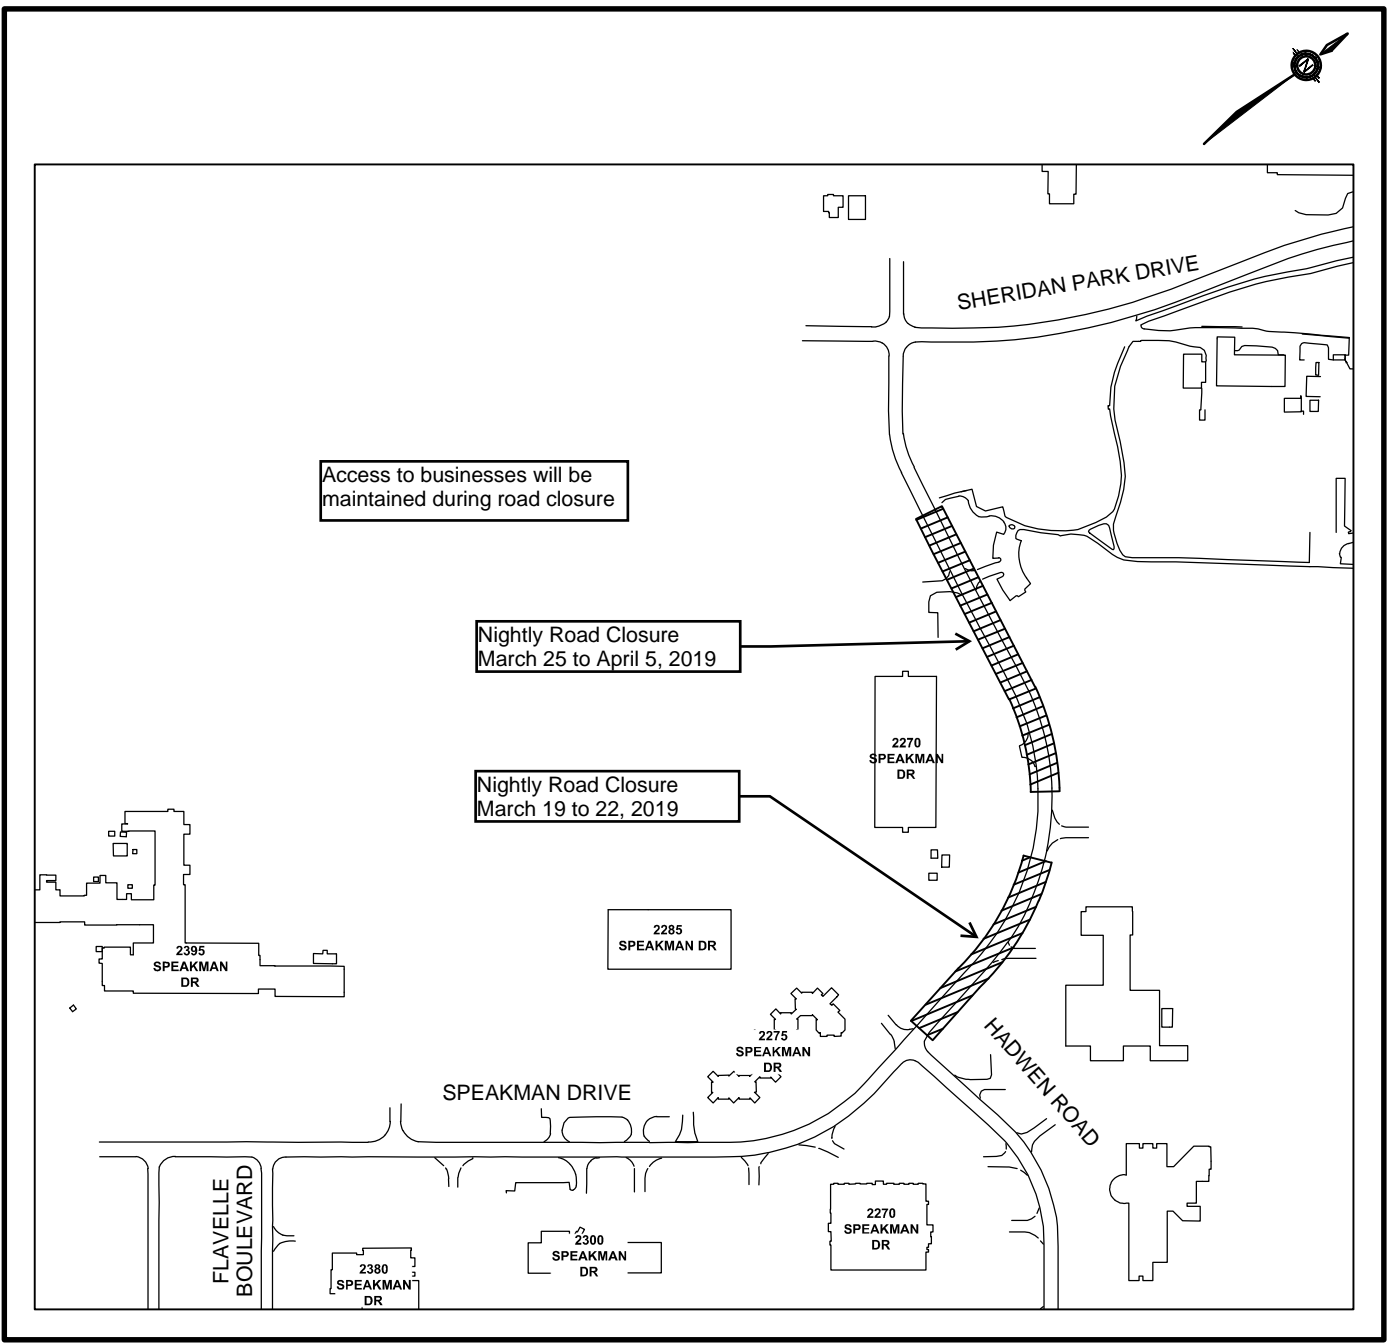 N
SHERIDAN PARK DRIVE
Access to businesses will be
maintained during road closure
Nightly Road Closure
March 25 to April 5, 2019
2270
SPEAKMAN
DR
Nightly Road Closure
March 19 to 22, 2019
2395
SPEAKMAN
DR
2285
SPEAKMAN DR
2275
SPEAKMAN
DR
HADWEN ROAD
SPEAKMAN DRIVE
FLAVELLE
BOULEVARD
2380
SPEAKMAN
DR
2300
SPEAKMAN
DR
2270
SPEAKMAN
DR